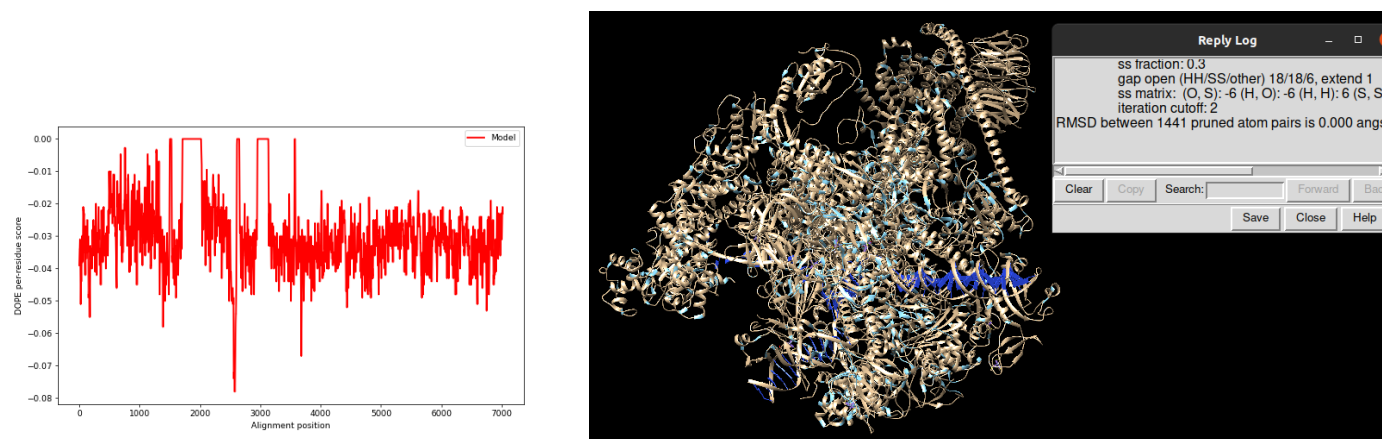 Model
0.00
−0.01
−0.02
−0.03
−0.04
−0.05
−0.06
−0.07
−0.08
DOPE per-residue score
0 1000 2000 3000 4000 5000 6000 7000
Alignment position
Reply Log
ss fraction: 0.3
gap open (HH/SS/other) 18/18/6, extend 1
ss matrix: (O, S): -6 (H, O): -6 (H, H): 6 (S, S
iteration cutoff: 2
RMSD between 1441 pruned atom pairs is 0.000 angs
Clear Copy Search: Forward Bac
Save Close Help